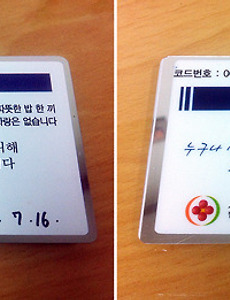 따뜻한 밥 한 끼
사랑은 없습니다
위해
다
. 7. 16.
코드번호 : 0
누구나